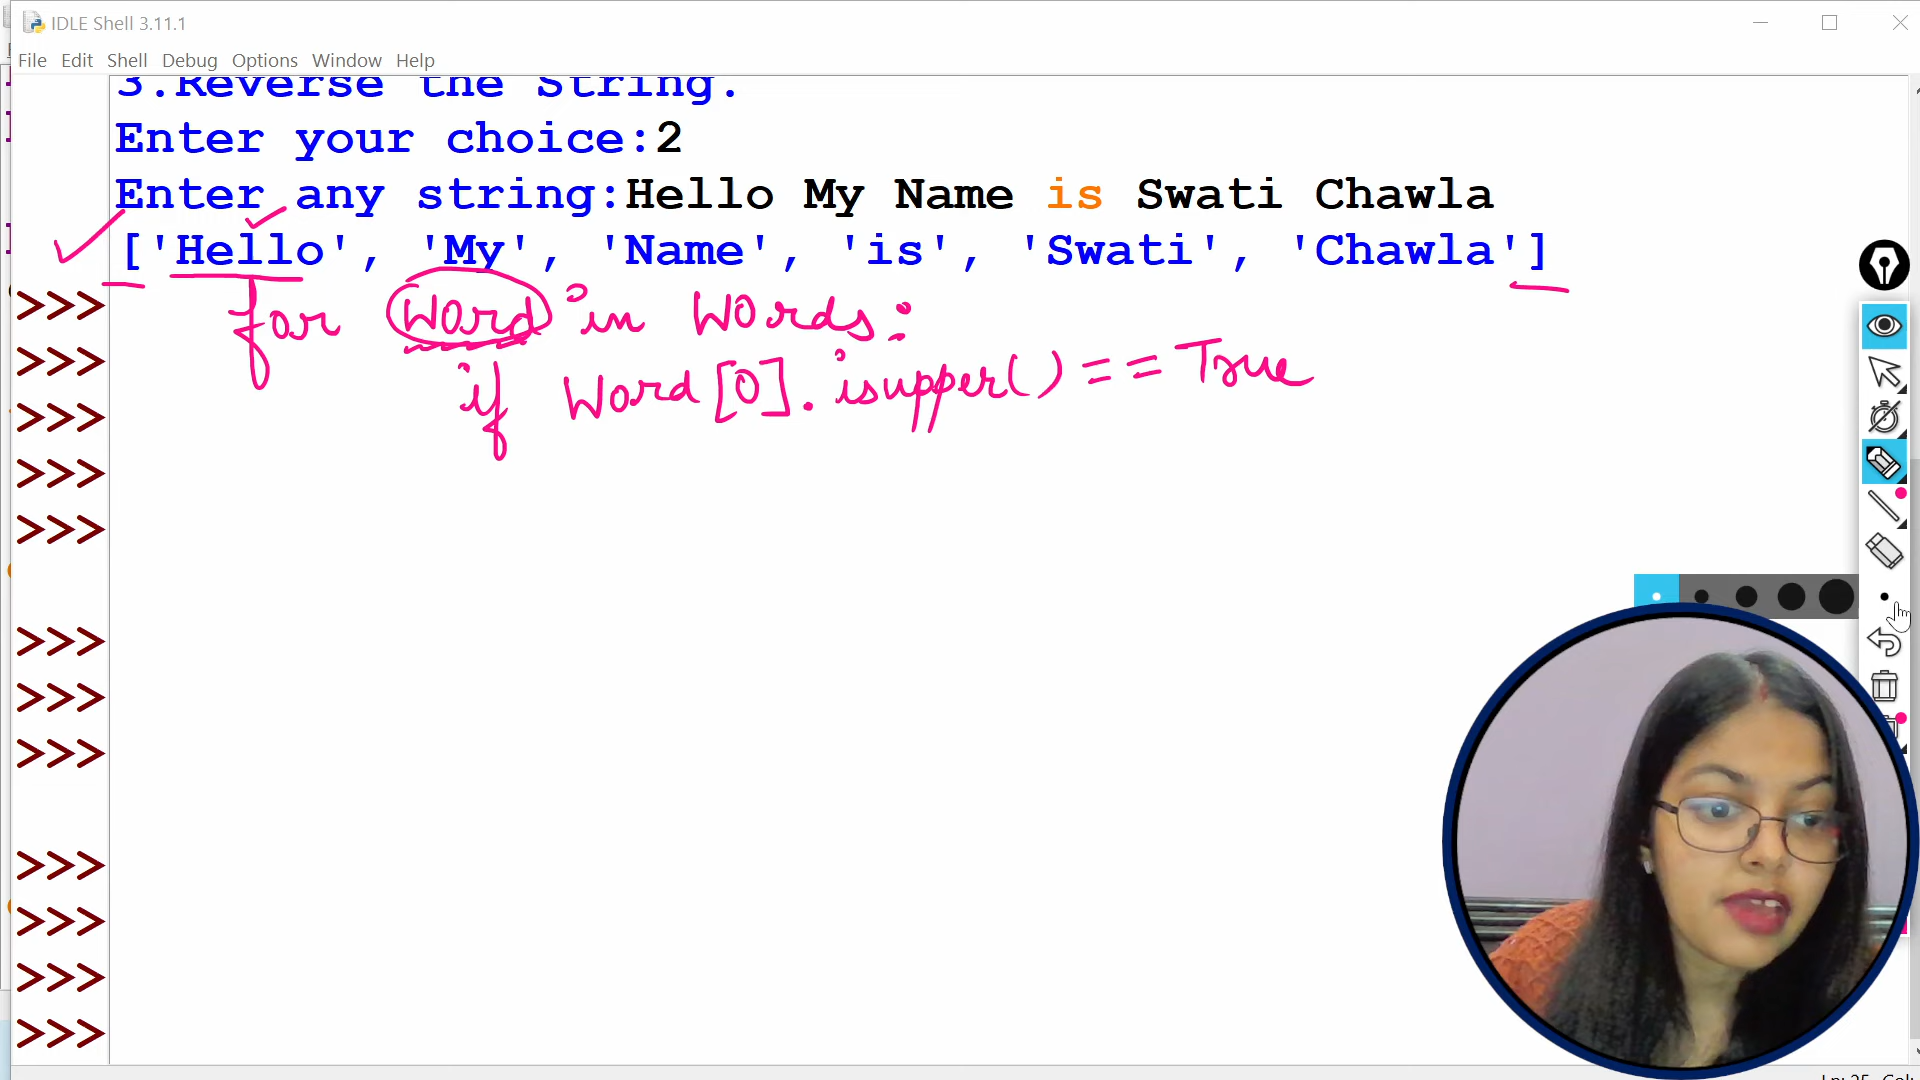 IDLE Shell 3.11.1
File Edit Shell Debug Options Window Help
3.Reverse the String.
Enter your choice:2
Enter any string:Hello My Name is Swati Chawla
['Hello', 'My', 'Name', 'is', 'Swati', 'Chawla']
>>> for Word in Words:
>>> if Word[0].isupper()==True
>>>
>>>
>>>
>>>
>>>
>>>
>>>
>>>
>>>
>>>